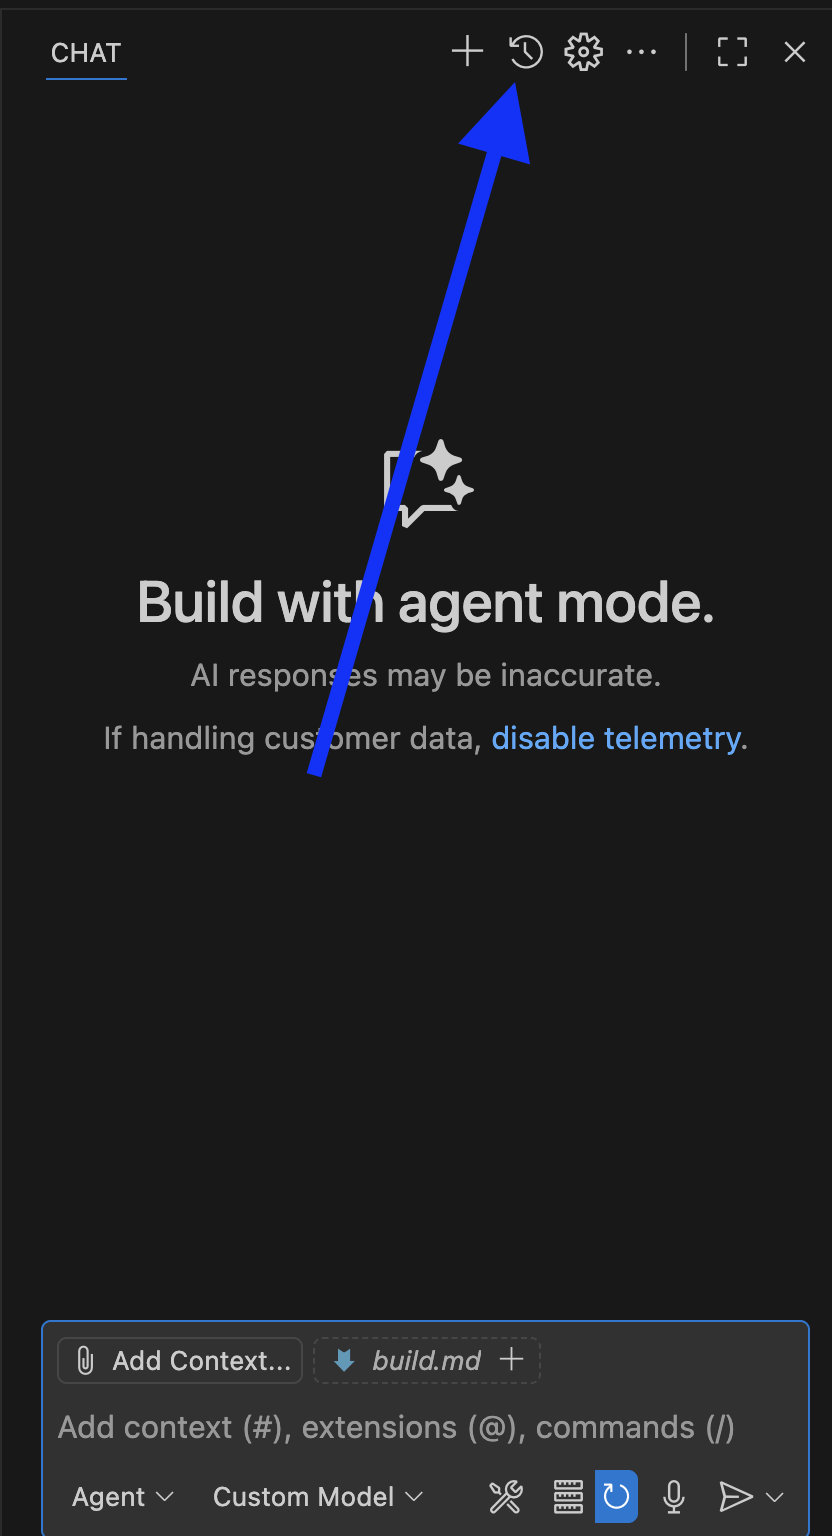 CHAT
Build with agent mode.
AI responses may be inaccurate.
If handling customer data, disable telemetry.
Add Context...
build.md
Add context (#), extensions (@), commands (/)
Agent
Custom Model